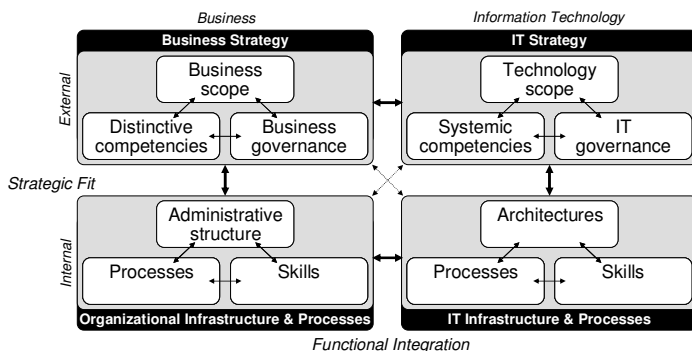 Business
Information Technology
Business Strategy
IT Strategy
External
Business
scope
Technology
scope
Distinctive
competencies
Business
governance
Systemic
competencies
IT
governance
Strategic Fit
Internal
Administrative
structure
Architectures
Processes
Skills
Processes
Skills
Organizational Infrastructure & Processes
IT Infrastructure & Processes
Functional Integration